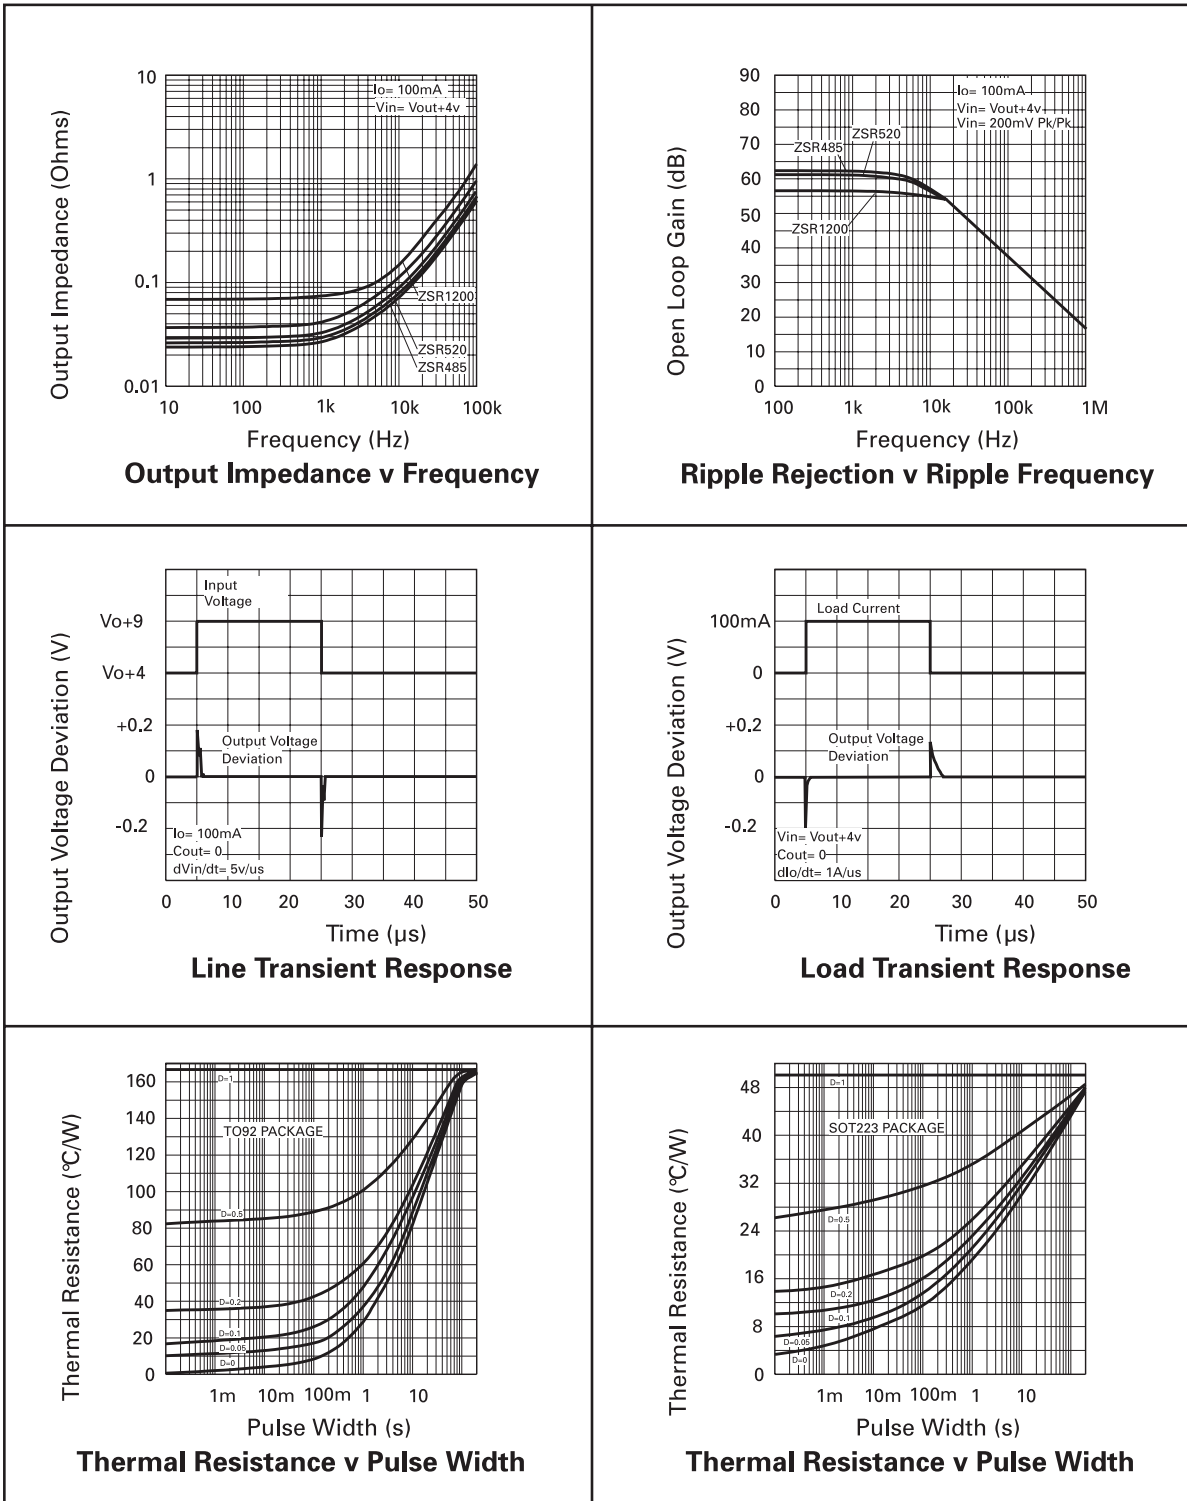 10
1
0.1
0.01
Output Impedance (Ohms)
Io= 100mA
Vin= Vout+4v
ZSR1200
ZSR520
ZSR485
10 100 1k 10k 100k
Frequency (Hz)
Output Impedance v Frequency
90
80
70
60
50
40
30
20
10
0
Open Loop Gain (dB)
Io= 100mA
Vin= Vout+4v
Vin= 200mV Pk/Pk
ZSR520
ZSR485
ZSR1200
100 1k 10k 100k 1M
Frequency (Hz)
Ripple Rejection v Ripple Frequency
Output Voltage Deviation (V)
Vo+9
Vo+4
+0.2
0
-0.2
Input
Voltage
Output Voltage
Deviation
Io= 100mA
Cout= 0
dVin/dt= 5v/us
0 10 20 30 40 50
Time (µs)
Line Transient Response
Output Voltage Deviation (V)
100mA
0
+0.2
0
-0.2
Load Current
Output Voltage
Deviation
Vin= Vout+4v
Cout= 0
dIo/dt= 1A/us
0 10 20 30 40 50
Time (µs)
Load Transient Response
Thermal Resistance (°C/W)
160
140
120
100
80
60
40
20
0
D=1
TO92 PACKAGE
D=0.5
D=0.2
D=0.1
D=0.05
D=0
1m 10m 100m 1 10
Pulse Width (s)
Thermal Resistance v Pulse Width
Thermal Resistance (°C/W)
48
40
32
24
16
8
0
D=1
SOT223 PACKAGE
D=0.5
D=0.2
D=0.1
D=0.05
D=0
1m 10m 100m 1 10
Pulse Width (s)
Thermal Resistance v Pulse Width